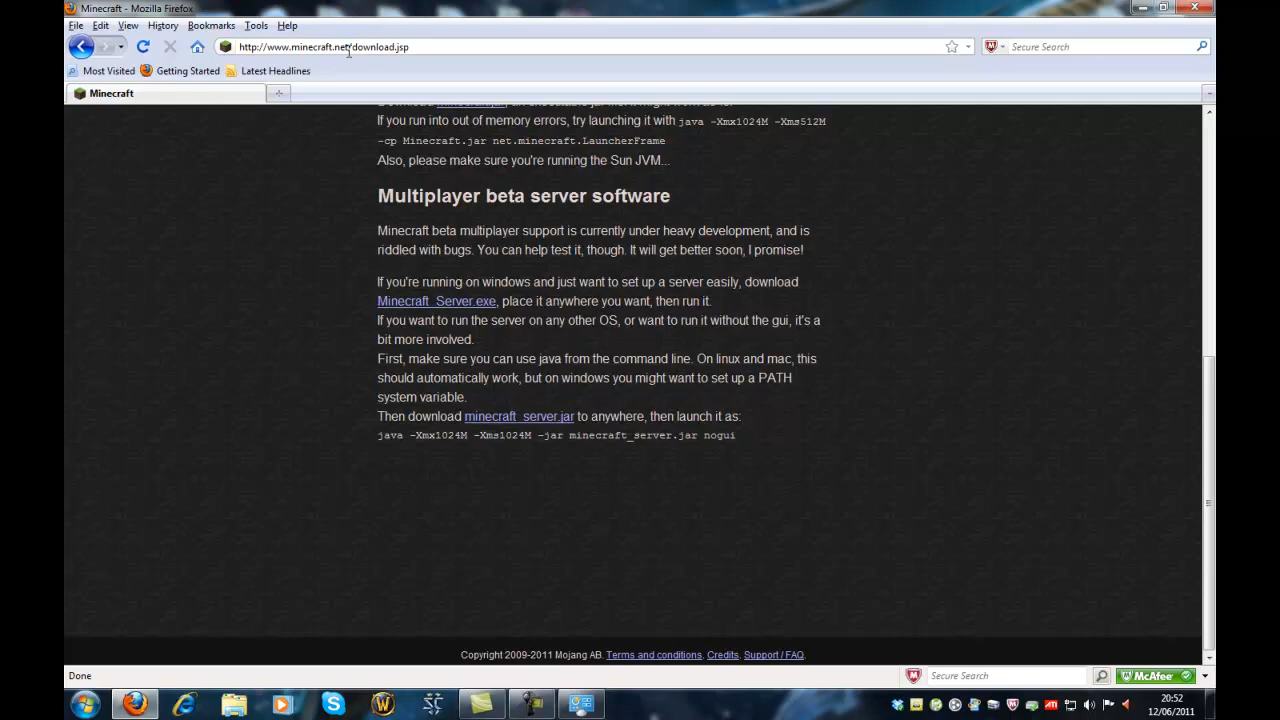 Minecraft - Mozilla Firefox
File Edit View History Bookmarks Tools Help
http://www.minecraft.net/download.jsp
Secure Search
Most Visited Getting Started Latest Headlines
Minecraft
If you run into out of memory errors, try launching it with java -Xmx1024M -Xms512M
-cp Minecraft.jar net.minecraft.LauncherFrame
Also, please make sure you're running the Sun JVM...
Multiplayer beta server software
Minecraft beta multiplayer support is currently under heavy development, and is
riddled with bugs. You can help test it, though. It will get better soon, I promise!
If you're running on windows and just want to set up a server easily, download
Minecraft_Server.exe, place it anywhere you want, then run it.
If you want to run the server on any other OS, or want to run it without the gui, it's a
bit more involved.
First, make sure you can use java from the command line. On linux and mac, this
should automatically work, but on windows you might want to set up a PATH
system variable.
Then download minecraft_server.jar to anywhere, then launch it as:
java -Xmx1024M -Xms1024M -jar minecraft_server.jar nogui
Copyright 2009-2011 Mojang AB. Terms and conditions. Credits. Support / FAQ.
Done
Secure Search
McAfee
20:52
12/06/2011